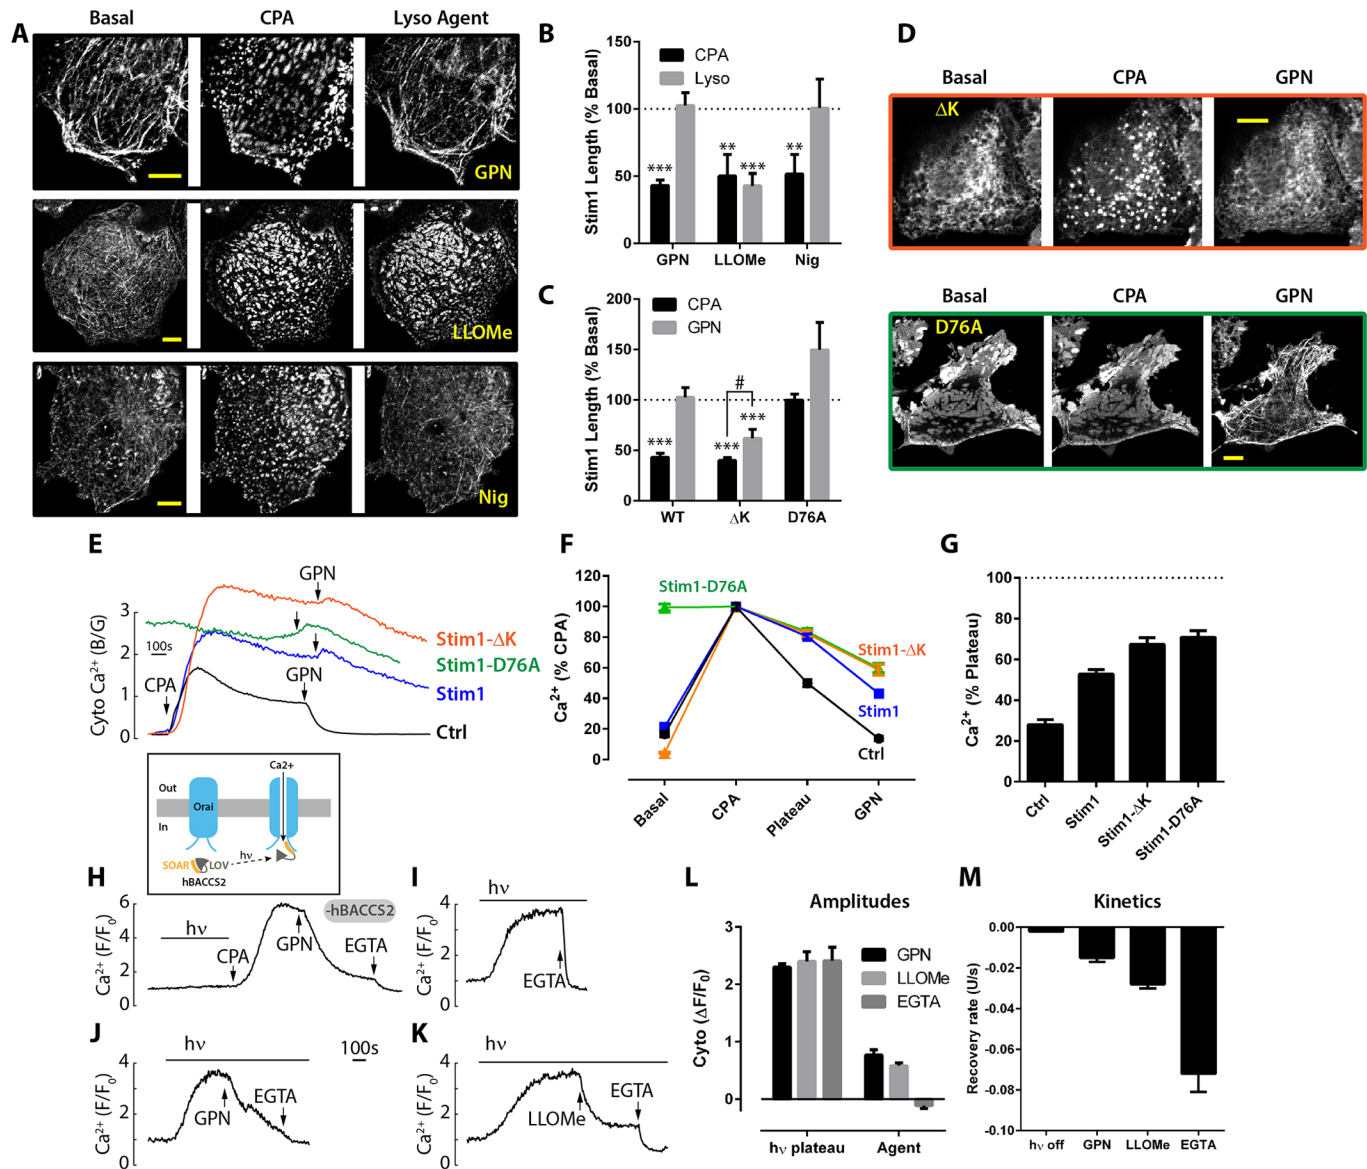 A
Basal
CPA
Lyso Agent
GPN
LLOMe
Nig
B
Stim1 Length (% Basal)
150
100
50
0
CPA
Lyso
***
**
***
**
GPN
LLOMe
Nig
C
Stim1 Length (% Basal)
200
150
100
50
0
CPA
GPN
***
#
***
***
WT
ΔK
D76A
D
Basal
CPA
GPN
ΔK
Basal
CPA
GPN
D76A
E
Cyto Ca2+ (B/G)
3
2
1
0
100s
CPA
GPN
GPN
Stim1-ΔK
Stim1-D76A
Stim1
Ctrl
F
Ca2+ (% CPA)
120
100
80
60
40
20
0
Stim1-D76A
Stim1-ΔK
Stim1
Ctrl
Basal
CPA
Plateau
GPN
G
Ca2+ (% Plateau)
100
80
60
40
20
0
Ctrl
Stim1
Stim1-ΔK
Stim1-D76A
Out
In
Orai
Ca2+
SOAR
LOV
hν
hBACCS2
H
Ca2+ (F/F0)
6
4
2
0
hν
CPA
GPN
EGTA
-hBACCS2
I
Ca2+ (F/F0)
4
2
0
hν
EGTA
J
Ca2+ (F/F0)
4
2
0
hν
GPN
EGTA
100s
K
Ca2+ (F/F0)
4
2
0
hν
LLOMe
EGTA
L
Amplitudes
Cyto (ΔF/F0)
3
2
1
0
GPN
LLOMe
EGTA
hν plateau
Agent
M
Kinetics
Recovery rate (U/s)
0.00
-0.02
-0.04
-0.06
-0.08
-0.10
hν off
GPN
LLOMe
EGTA